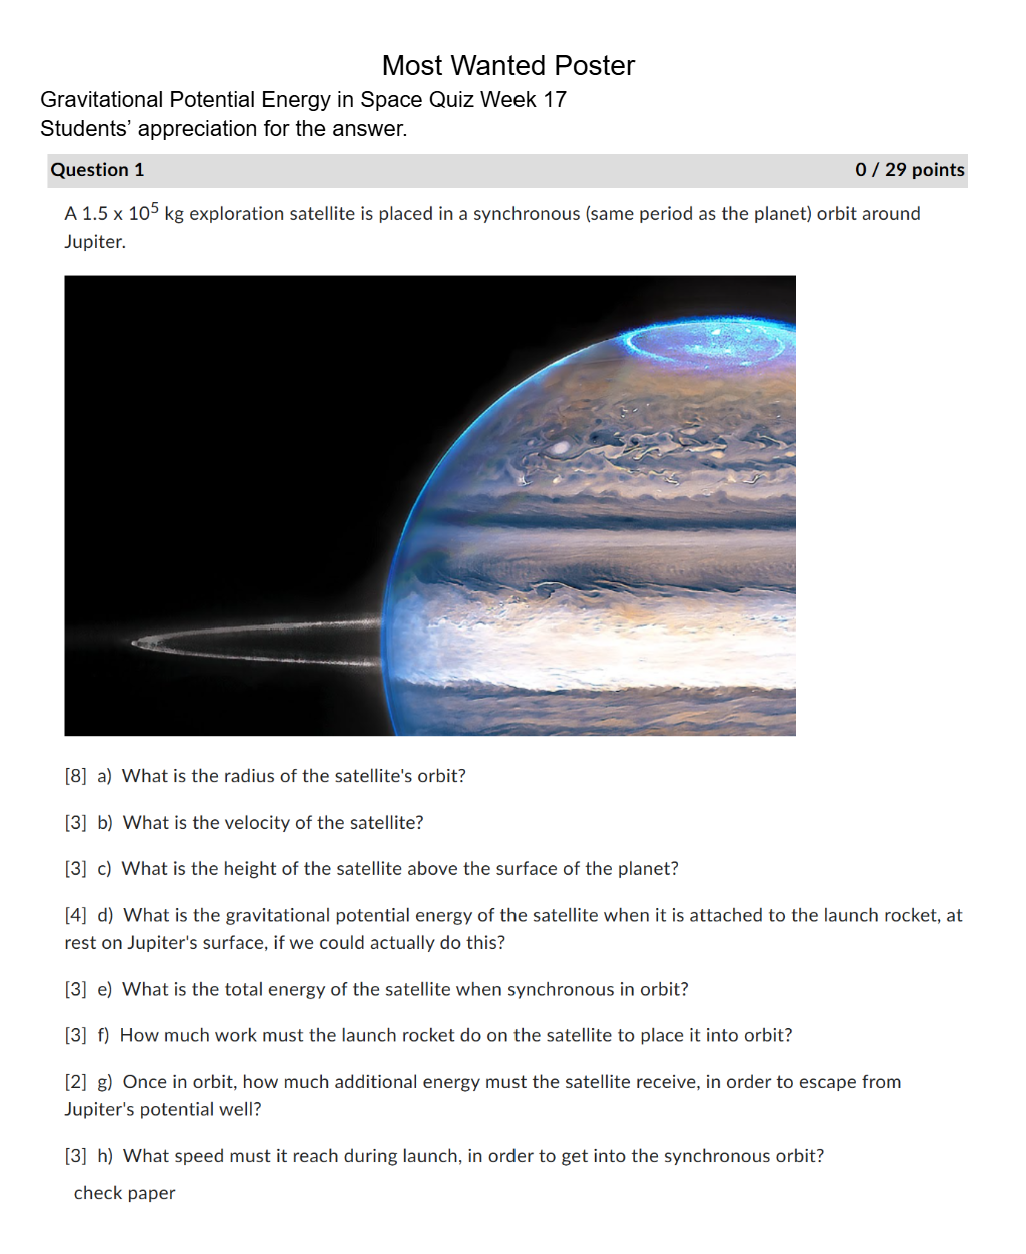 Most Wanted Poster
Gravitational Potential Energy in Space Quiz Week 17
Students’ appreciation for the answer.
Question 1 0 / 29 points
A 1.5 x 10⁵ kg exploration satellite is placed in a synchronous (same period as the planet) orbit around
Jupiter.
[8] a) What is the radius of the satellite's orbit?
[3] b) What is the velocity of the satellite?
[3] c) What is the height of the satellite above the surface of the planet?
[4] d) What is the gravitational potential energy of the satellite when it is attached to the launch rocket, at
rest on Jupiter's surface, if we could actually do this?
[3] e) What is the total energy of the satellite when synchronous in orbit?
[3] f) How much work must the launch rocket do on the satellite to place it into orbit?
[2] g) Once in orbit, how much additional energy must the satellite receive, in order to escape from
Jupiter's potential well?
[3] h) What speed must it reach during launch, in order to get into the synchronous orbit?
check paper